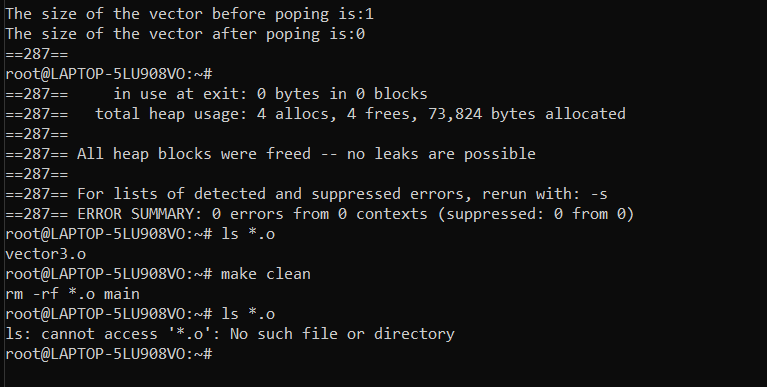 The size of the vector before poping is:1
The size of the vector after poping is:0
==287==
root@LAPTOP-5LU908VO:~#
==287==     in use at exit: 0 bytes in 0 blocks
==287==   total heap usage: 4 allocs, 4 frees, 73,824 bytes allocated
==287==
==287== All heap blocks were freed -- no leaks are possible
==287==
==287== For lists of detected and suppressed errors, rerun with: -s
==287== ERROR SUMMARY: 0 errors from 0 contexts (suppressed: 0 from 0)
root@LAPTOP-5LU908VO:~# ls *.o
vector3.o
root@LAPTOP-5LU908VO:~# make clean
rm -rf *.o main
root@LAPTOP-5LU908VO:~# ls *.o
ls: cannot access '*.o': No such file or directory
root@LAPTOP-5LU908VO:~#